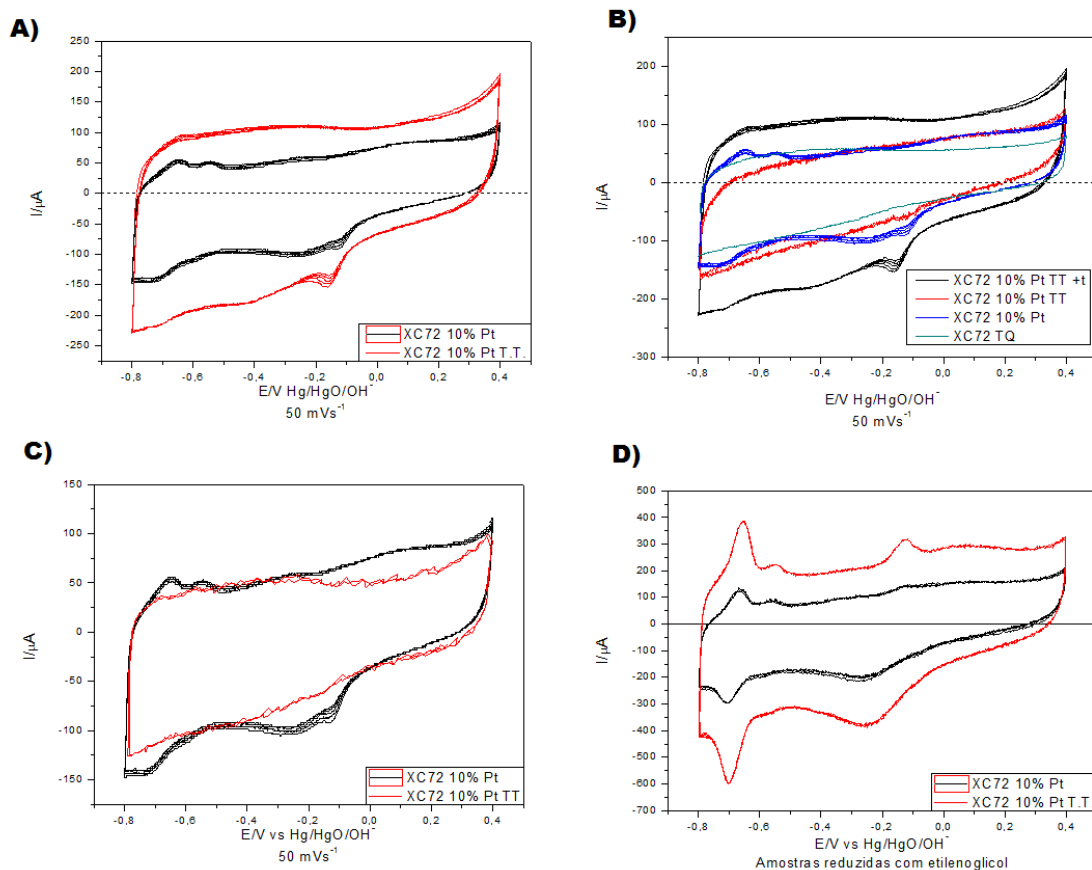 A)
250
200
150
100
50
0
-50
-100
-150
-200
-250
I/µA
XC72 10% Pt
XC72 10% Pt T.T.
-0,8 -0,6 -0,4 -0,2 0,0 0,2 0,4
E/V Hg/HgO/OH⁻
50 mVs⁻¹
B)
200
100
0
-100
-200
-300
I/µA
XC72 10% Pt TT +t
XC72 10% Pt TT
XC72 10% Pt
XC72 TQ
-0,8 -0,6 -0,4 -0,2 0,0 0,2 0,4
E/V Hg/HgO/OH⁻
50 mVs⁻¹
C)
150
100
50
0
-50
-100
-150
I/µA
XC72 10% Pt
XC72 10% Pt TT
-0,8 -0,6 -0,4 -0,2 0,0 0,2 0,4
E/V vs Hg/HgO/OH⁻
50 mVs⁻¹
D)
500
400
300
200
100
0
-100
-200
-300
-400
-500
-600
-700
I/µA
XC72 10% Pt
XC72 10% Pt T.T
-0,8 -0,6 -0,4 -0,2 0,0 0,2 0,4
E/V vs Hg/HgO/OH⁻
Amostras reduzidas com etilenoglicol